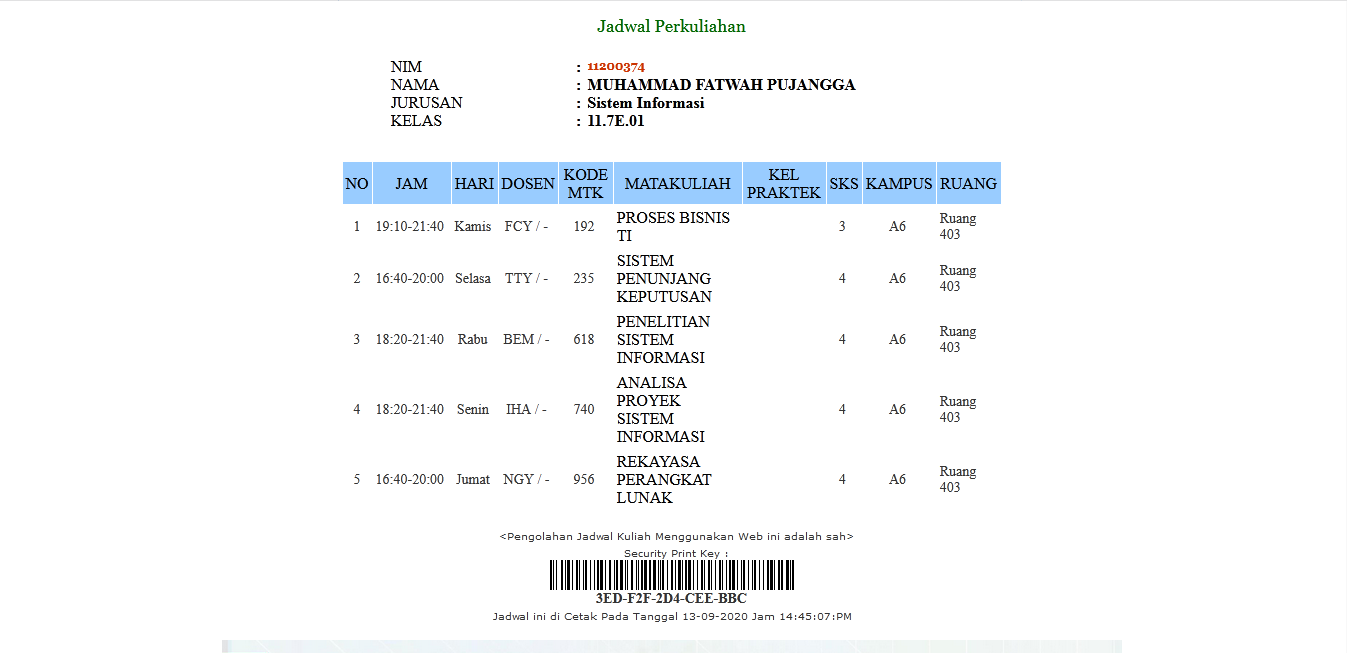 Jadwal Perkuliahan
NIM : 11200374
NAMA : MUHAMMAD FATWAH PUJANGGA
JURUSAN : Sistem Informasi
KELAS : 11.7E.01
NO JAM HARI DOSEN KODE MTK MATAKULIAH KEL PRAKTEK SKS KAMPUS RUANG
1 19:10-21:40 Kamis FCY / - 192 PROSES BISNIS TI 3 A6 Ruang 403
2 16:40-20:00 Selasa TTY / - 235 SISTEM PENUNJANG KEPUTUSAN 4 A6 Ruang 403
3 18:20-21:40 Rabu BEM / - 618 PENELITIAN SISTEM INFORMASI 4 A6 Ruang 403
4 18:20-21:40 Senin IHA / - 740 ANALISA PROYEK SISTEM INFORMASI 4 A6 Ruang 403
5 16:40-20:00 Jumat NGY / - 956 REKAYASA PERANGKAT LUNAK 4 A6 Ruang 403
<Pengolahan Jadwal Kuliah Menggunakan Web ini adalah sah>
Security Print Key :
3ED-F2F-2D4-CEE-BBC
Jadwal ini di Cetak Pada Tanggal 13-09-2020 Jam 14:45:07:PM